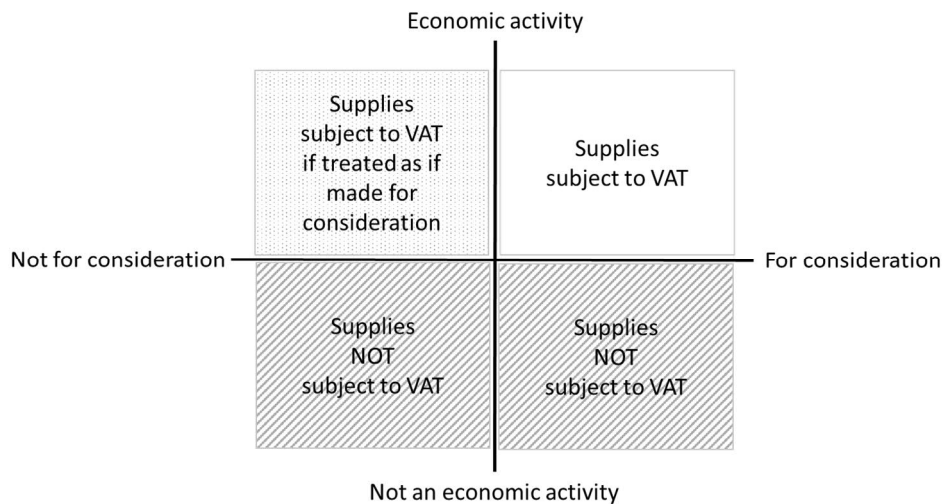 Economic activity
Supplies
subject to VAT
if treated as if
made for
consideration
Supplies
subject to VAT
Not for consideration
For consideration
Supplies
NOT
subject to VAT
Supplies
NOT
subject to VAT
Not an economic activity